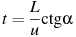 t = L/u ctgα